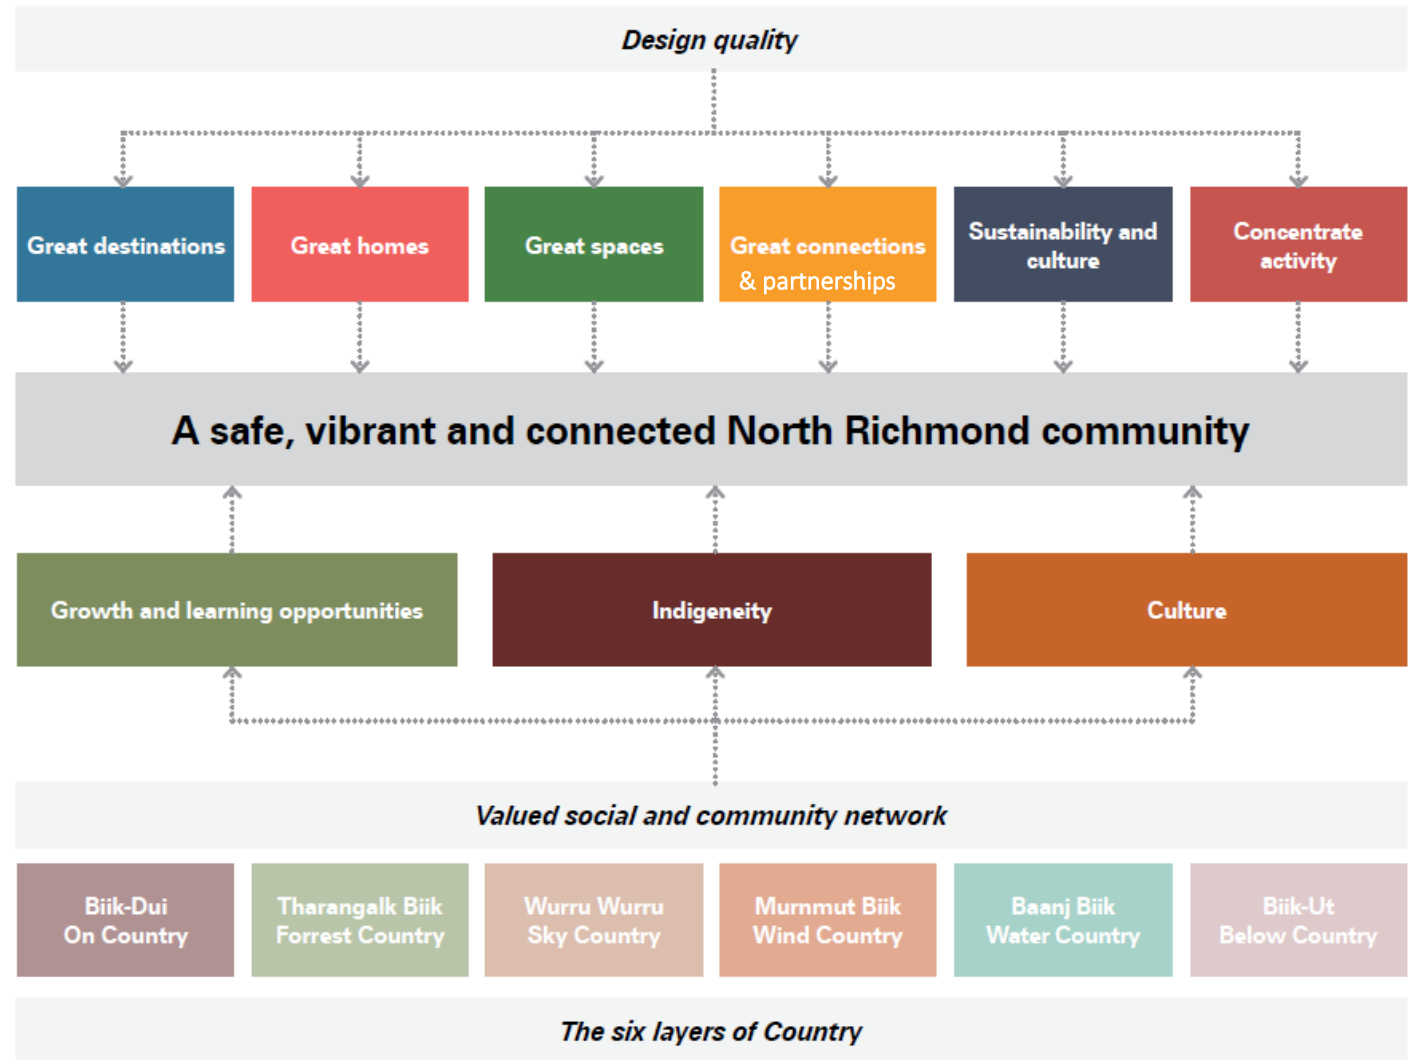 Design quality
Great destinations
Great homes
Great spaces
Great connections
& partnerships
Sustainability and
culture
Concentrate
activity
A safe, vibrant and connected North Richmond community
Growth and learning opportunities
Indigeneity
Culture
Valued social and community network
Biik-Dui
On Country
Tharangalk Biik
Forrest Country
Wurru Wurru
Sky Country
Murnmut Biik
Wind Country
Baanj Biik
Water Country
Biik-Ut
Below Country
The six layers of Country